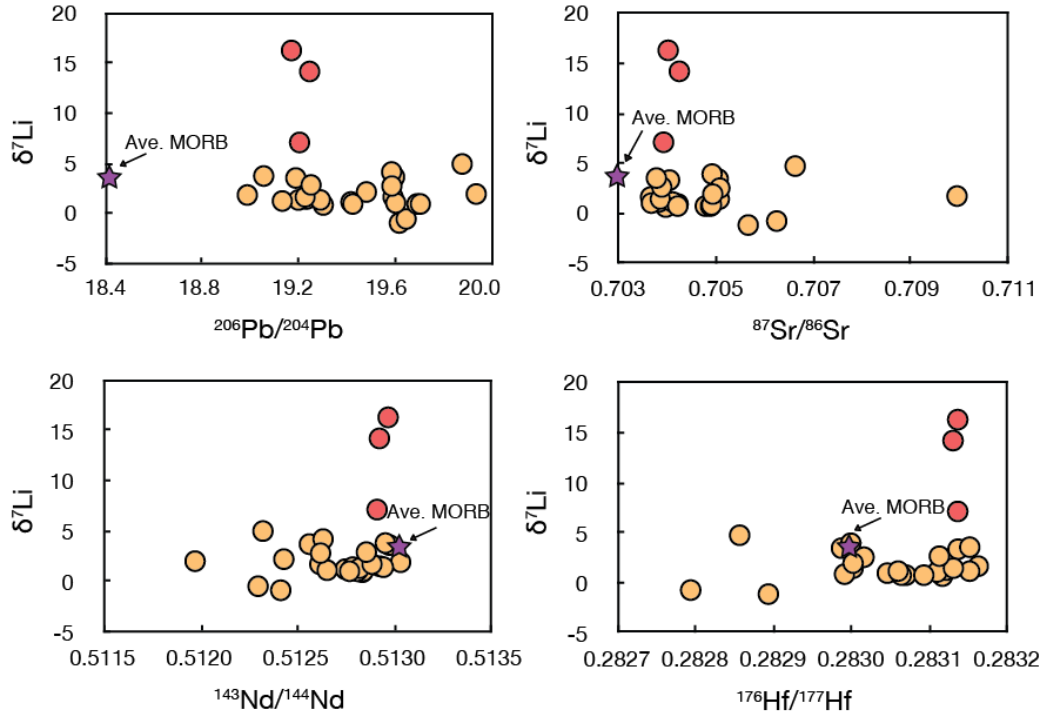 20
15
10
5
0
-5
δ⁷Li
Ave. MORB
18.4 18.8 19.2 19.6 20.0
²⁰⁶Pb/²⁰⁴Pb
20
15
10
5
0
-5
δ⁷Li
Ave. MORB
0.703 0.705 0.707 0.709 0.711
⁸⁷Sr/⁸⁶Sr
20
15
10
5
0
-5
δ⁷Li
Ave. MORB
0.5115 0.5120 0.5125 0.5130 0.5135
¹⁴³Nd/¹⁴⁴Nd
20
15
10
5
0
-5
δ⁷Li
Ave. MORB
0.2827 0.2828 0.2829 0.2830 0.2831 0.2832
¹⁷⁶Hf/¹⁷⁷Hf